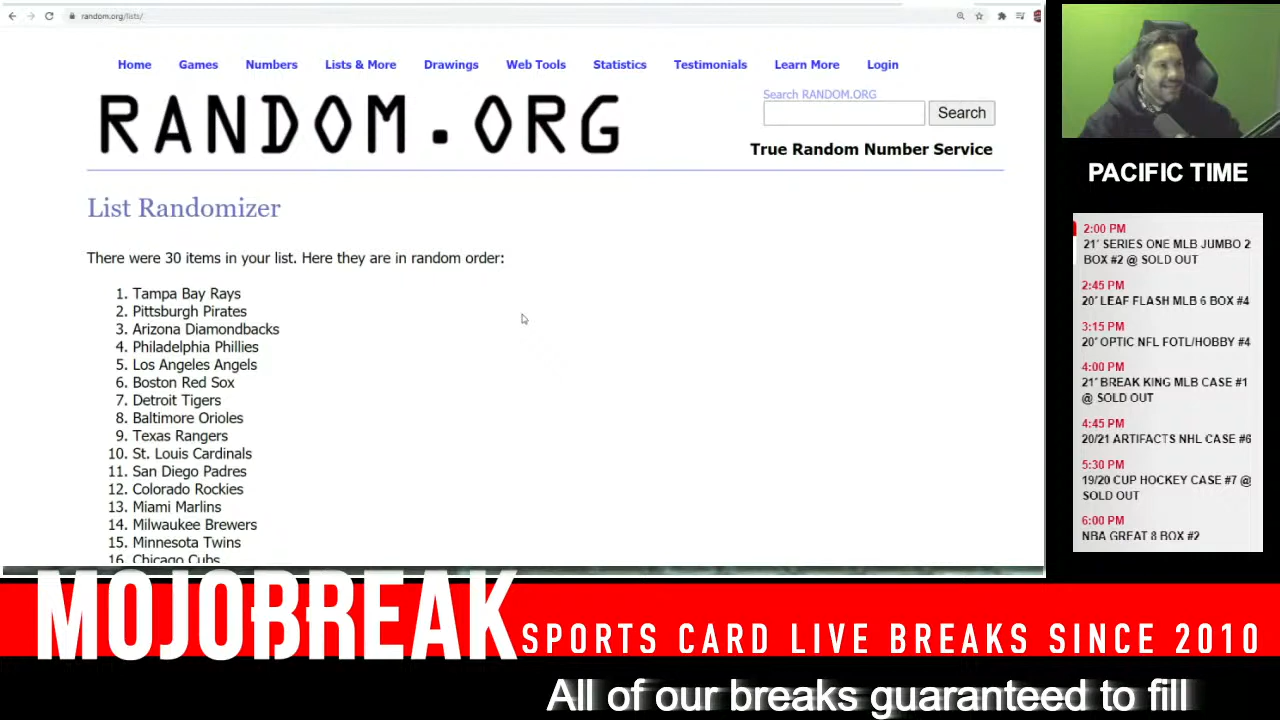 random.org/lists/
Home Games Numbers Lists & More Drawings Web Tools Statistics Testimonials Learn More Login
RANDOM.ORG
Search RANDOM.ORG
Search
True Random Number Service
List Randomizer
There were 30 items in your list. Here they are in random order:
1. Tampa Bay Rays
2. Pittsburgh Pirates
3. Arizona Diamondbacks
4. Philadelphia Phillies
5. Los Angeles Angels
6. Boston Red Sox
7. Detroit Tigers
8. Baltimore Orioles
9. Texas Rangers
10. St. Louis Cardinals
11. San Diego Padres
12. Colorado Rockies
13. Miami Marlins
14. Milwaukee Brewers
15. Minnesota Twins
16. Chicago Cubs
PACIFIC TIME
2:00 PM
21' SERIES ONE MLB JUMBO 2
BOX #2 @ SOLD OUT
2:45 PM
20' LEAF FLASH MLB 6 BOX #4
3:15 PM
20' OPTIC NFL FOTL/HOBBY #4
4:00 PM
21' BREAK KING MLB CASE #1
@ SOLD OUT
4:45 PM
20/21 ARTIFACTS NHL CASE #6
5:30 PM
19/20 CUP HOCKEY CASE #7 @
SOLD OUT
6:00 PM
NBA GREAT 8 BOX #2
MOJOBREAK
SPORTS CARD LIVE BREAKS SINCE 2010
All of our breaks guaranteed to fill